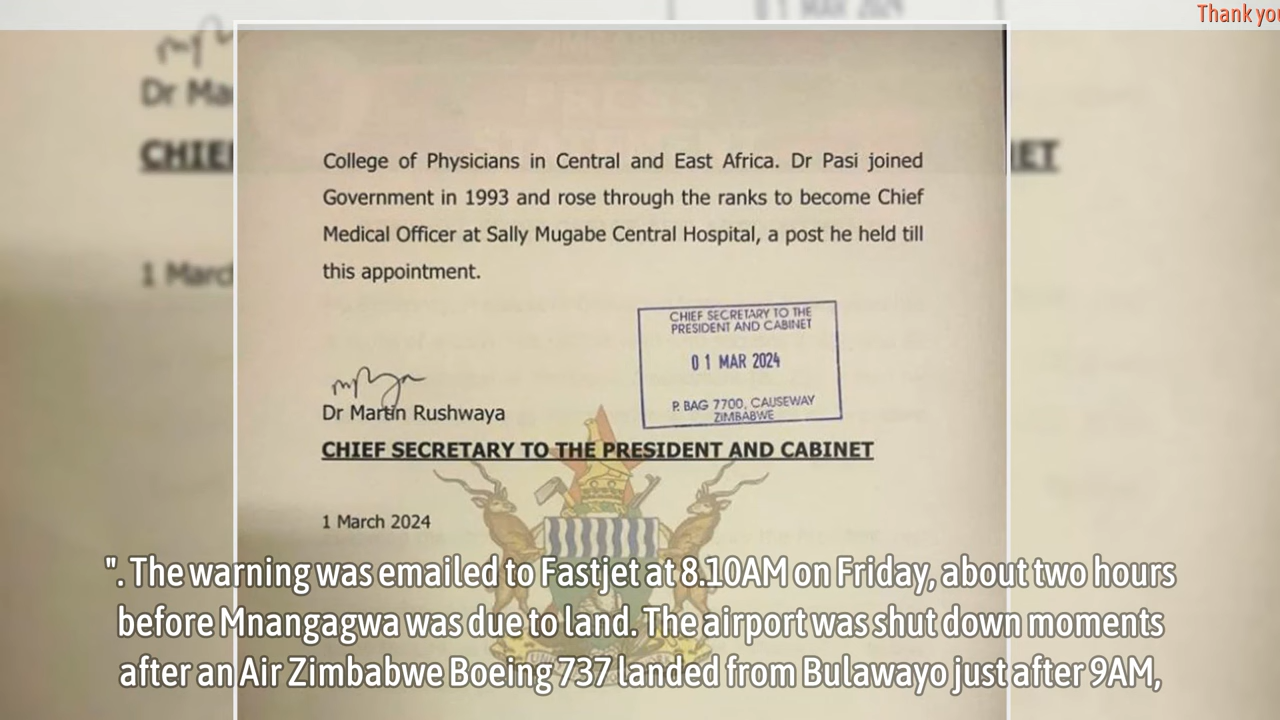 Thank you
College of Physicians in Central and East Africa. Dr Pasi joined
Government in 1993 and rose through the ranks to become Chief
Medical Officer at Sally Mugabe Central Hospital, a post he held till
this appointment.
CHIEF SECRETARY TO THE
PRESIDENT AND CABINET
01 MAR 2024
P. BAG 7700, CAUSEWAY
ZIMBABWE
Dr Martin Rushwaya
CHIEF SECRETARY TO THE PRESIDENT AND CABINET
1 March 2024
". The warning was emailed to Fastjet at 8.10AM on Friday, about two hours
before Mnangagwa was due to land. The airport was shut down moments
after an Air Zimbabwe Boeing 737 landed from Bulawayo just after 9AM,